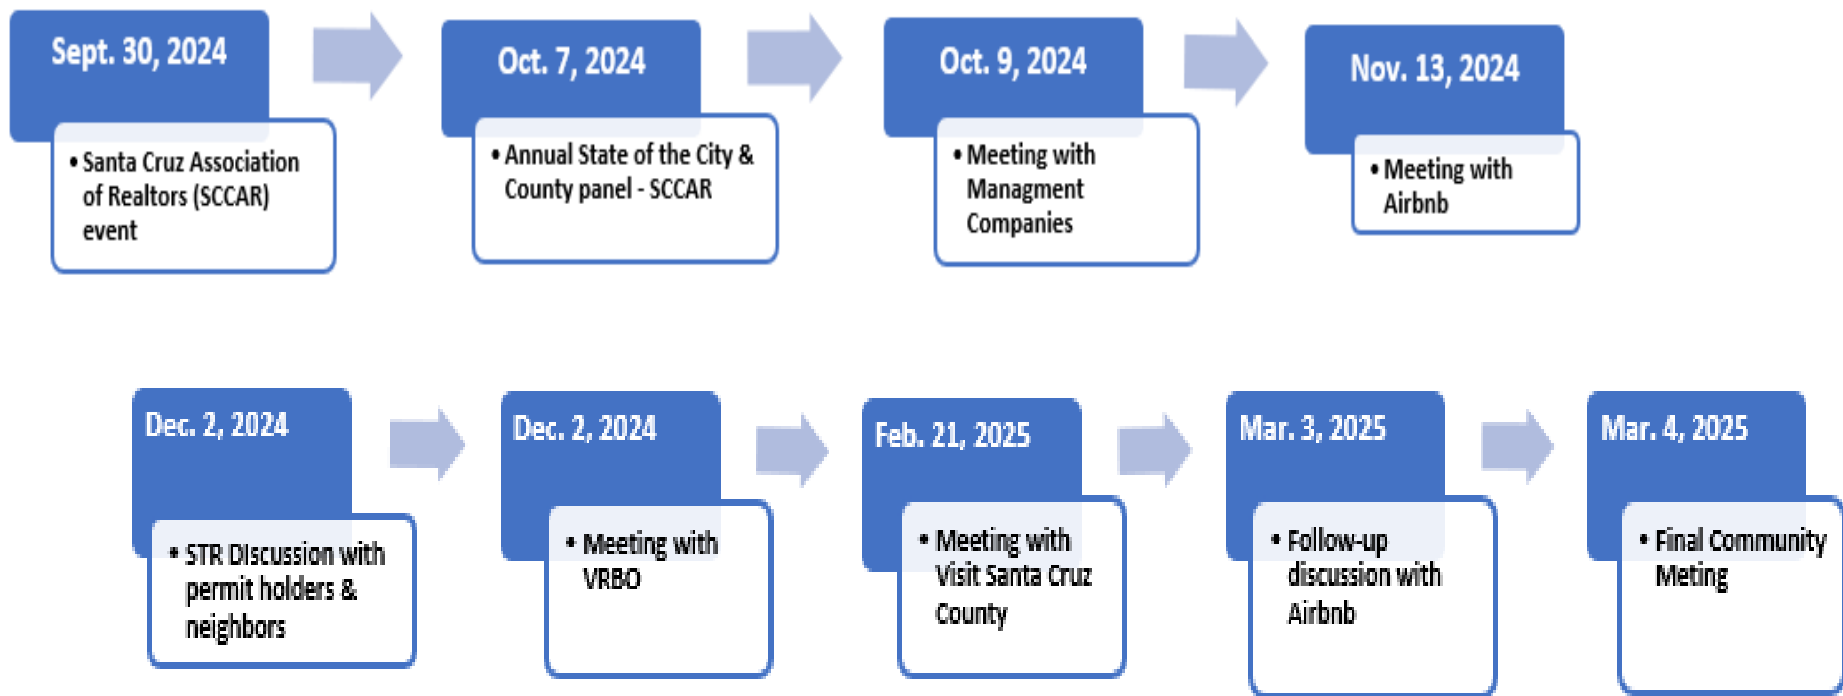 Sept. 30, 2024
• Santa Cruz Association
of Realtors (SCCAR)
event
Oct. 7, 2024
• Annual State of the City &
County panel - SCCAR
Oct. 9, 2024
• Meeting with
Managment
Companies
Nov. 13, 2024
• Meeting with
Airbnb
Dec. 2, 2024
• STR DIscussion with
permit holders &
neighbors
Dec. 2, 2024
• Meeting with
VRBO
Feb. 21, 2025
• Meeting with
Visit Santa Cruz
County
Mar. 3, 2025
• Follow-up
discussion with
Airbnb
Mar. 4, 2025
• Final Community
Meting